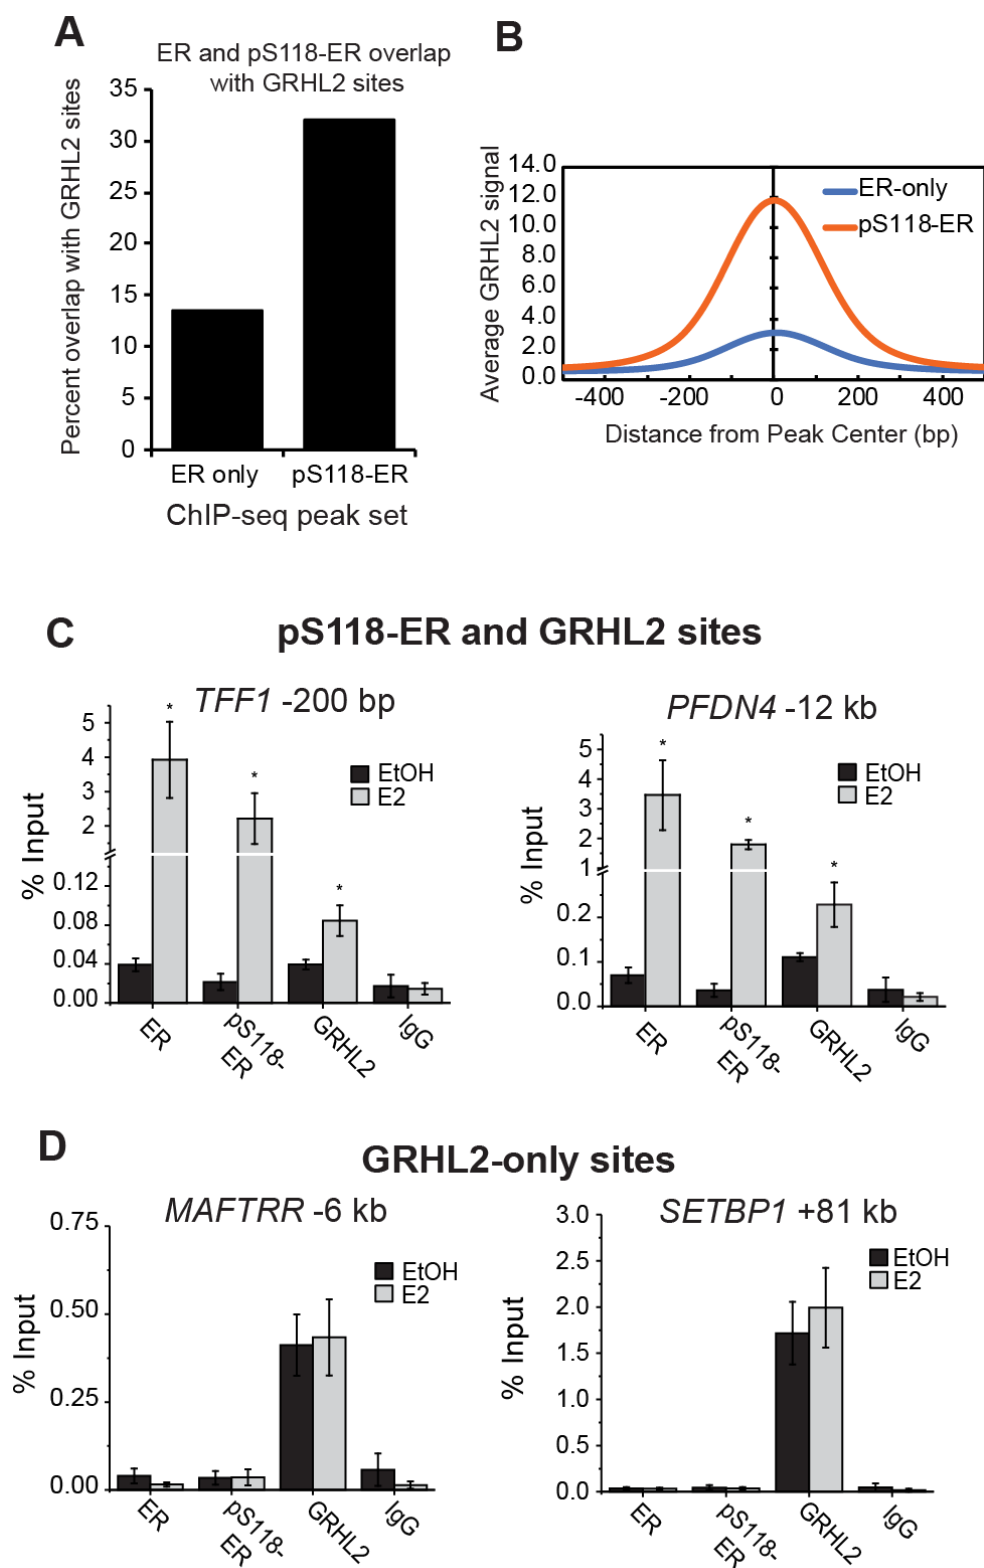 A
ER and pS118-ER overlap
with GRHL2 sites
Percent overlap with GRHL2 sites
35
30
25
20
15
10
5
0
ER only
pS118-ER
ChIP-seq peak set
B
Average GRHL2 signal
14.0
12.0
10.0
8.0
6.0
4.0
2.0
0.0
ER-only
pS118-ER
-400
-200
0
200
400
Distance from Peak Center (bp)
C
pS118-ER and GRHL2 sites
TFF1 -200 bp
% Input
5
4
3
2
0.12
0.08
0.04
0.00
*
*
*
EtOH
E2
ER
pS118-
ER
GRHL2
IgG
PFDN4 -12 kb
% Input
5
4
3
2
1
0.2
0.1
0.0
*
*
*
EtOH
E2
ER
pS118-
ER
GRHL2
IgG
D
GRHL2-only sites
MAFTRR -6 kb
% Input
0.75
0.50
0.25
0.00
EtOH
E2
ER
pS118-
ER
GRHL2
IgG
SETBP1 +81 kb
% Input
3.0
2.5
2.0
1.5
1.0
0.5
0.0
EtOH
E2
ER
pS118-
ER
GRHL2
IgG